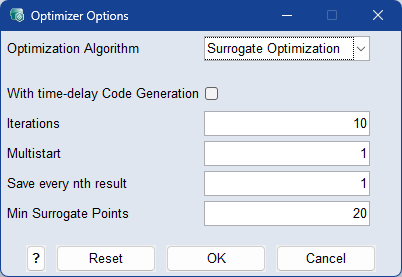 Optimizer Options
Optimization Algorithm Surrogate Optimization
With time-delay Code Generation
Iterations 10
Multistart 1
Save every nth result 1
Min Surrogate Points 20
? Reset OK Cancel